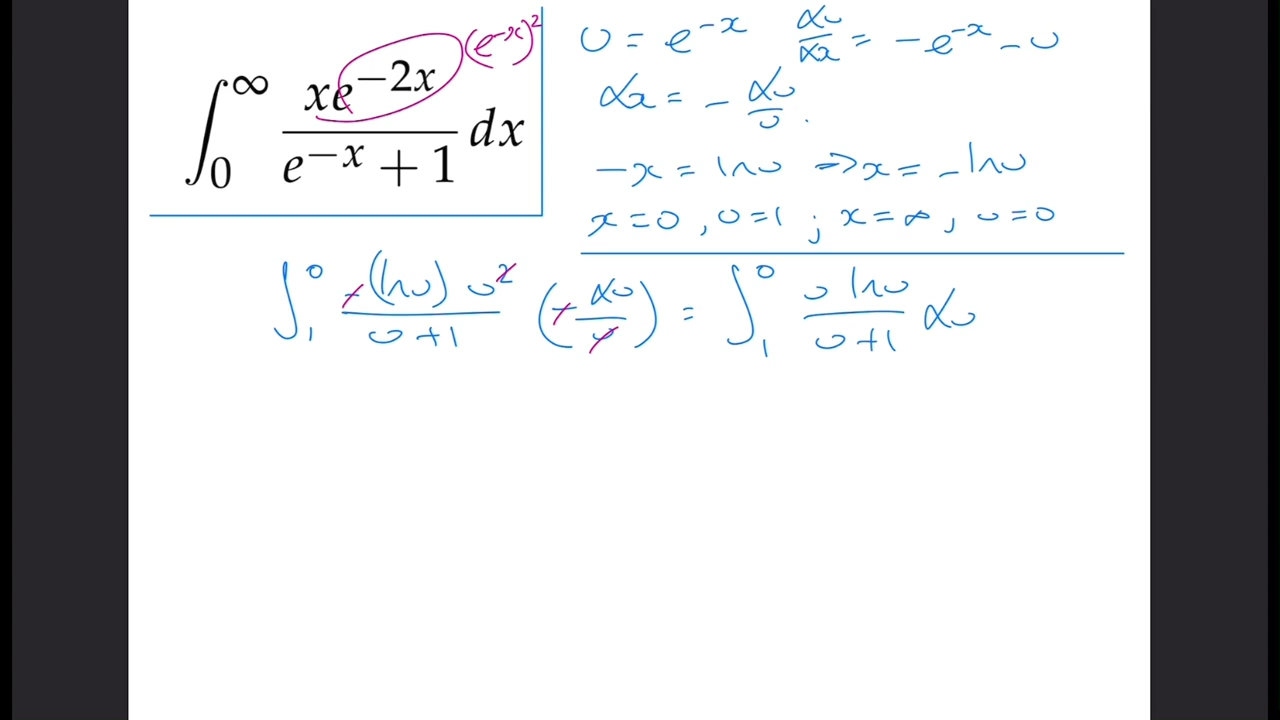 ∫₀^∞ xe^{−2x} / (e^{−x} + 1) dx
(e^{-x})²
u = e^{-x} du/dx = -e^{-x} - u
dx = - du/u .
-x = ln u ⇒ x = -ln u
x = 0 , u = 1 ; x = ∞ , u = 0
∫₁⁰ -(ln u) u² / (u+1) (- du/u) = ∫₁⁰ u ln u / (u+1) du